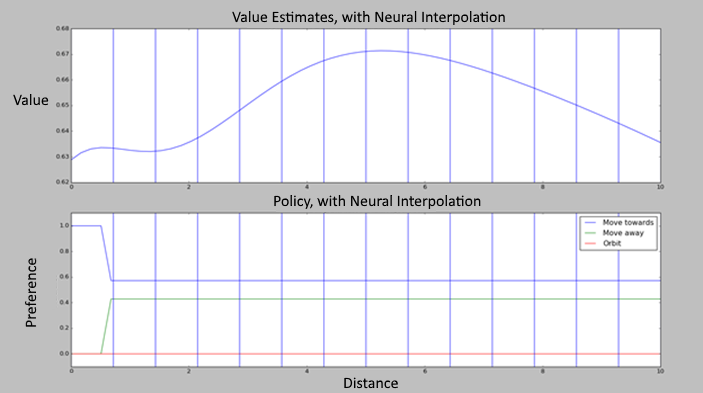 Value Estimates, with Neural Interpolation
0.68
0.67
0.66
Value
0.65
0.64
0.63
0.62
0 2 4 6 8 10
Policy, with Neural Interpolation
1.0
0.8
0.6
0.4
0.2
0.0
Preference
Move towards
Move away
Orbit
0 2 4 6 8 10
Distance